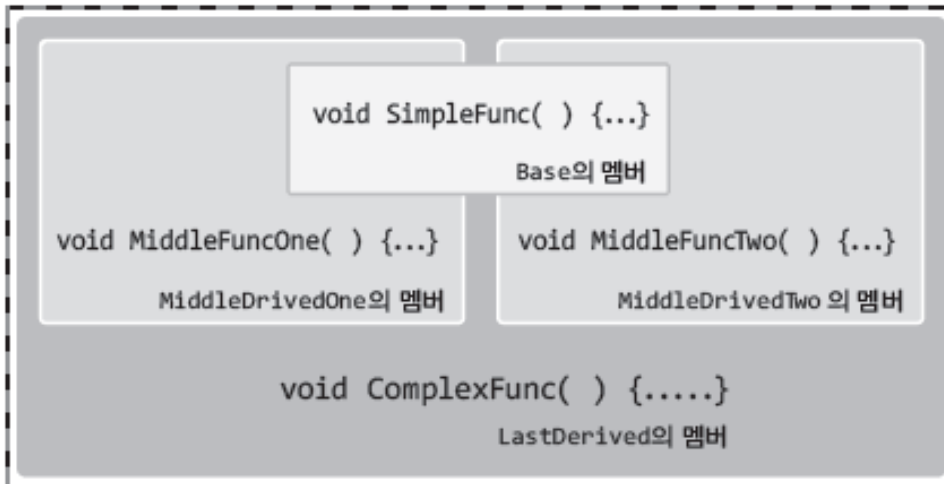 void SimpleFunc( ) {...}
Base의 멤버
void MiddleFuncOne( ) {...}
MiddleDrivedOne의 멤버
void MiddleFuncTwo( ) {...}
MiddleDrivedTwo 의 멤버
void ComplexFunc( ) {.....}
LastDerived의 멤버